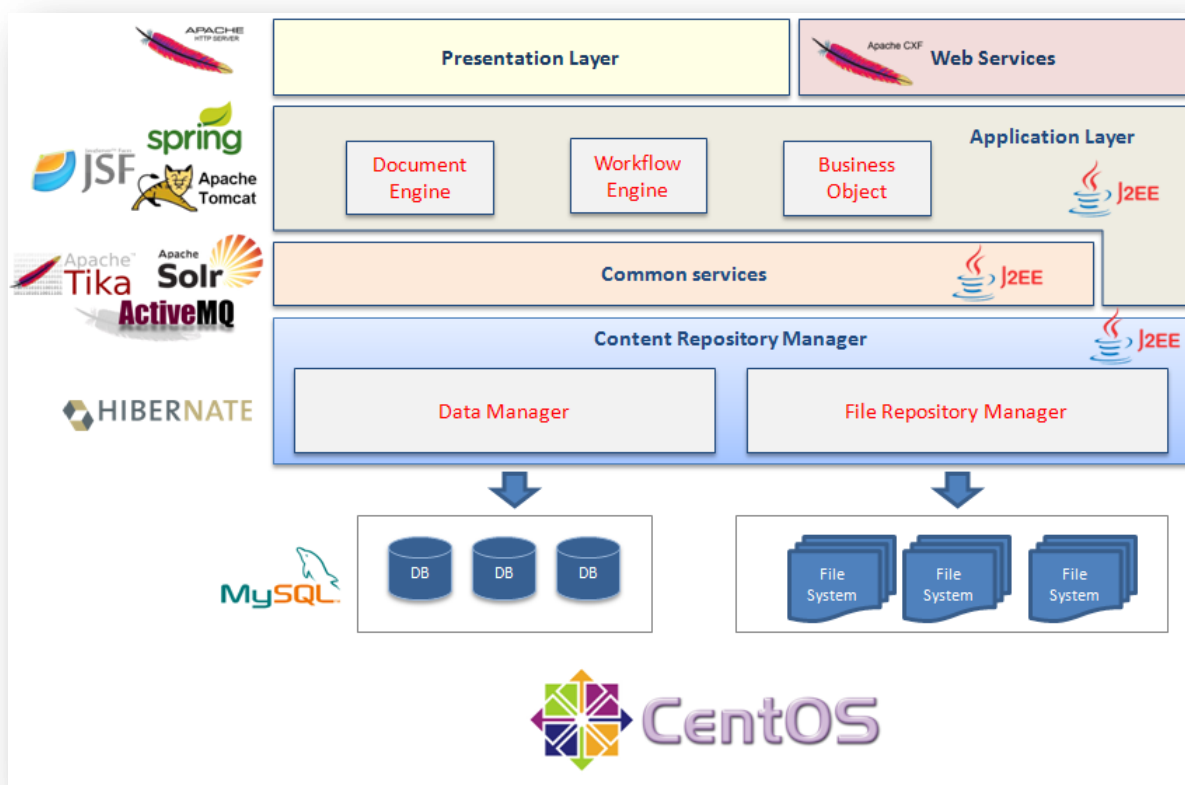 APACHE
HTTP SERVER
Presentation Layer
Apache CXF
Web Services
spring
JavaServer Faces
JSF
Apache
Tomcat
Document
Engine
Workflow
Engine
Business
Object
Application Layer
J2EE
Apache
Tika
Apache
Solr
ActiveMQ
Common services
J2EE
Content Repository Manager
J2EE
HIBERNATE
Data Manager
File Repository Manager
MySQL
DB
DB
DB
File
System
File
System
File
System
CentOS